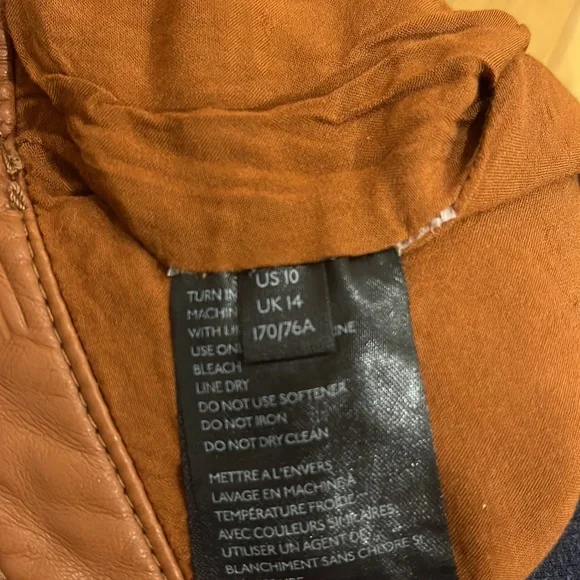 US 10
UK 14
170/76A
TURN IN
MACHIN
WITH LI NE
USE ONL
BLEACH
LINE DRY
DO NOT USE SOFTENER
DO NOT IRON
DO NOT DRY CLEAN
METTRE A L'ENVERS
LAVAGE EN MACHINE À
TEMPÉRATURE FROIDE
AVEC COULEURS SIMILAIRES
UTILISER UN AGENT DE
BLANCHIMENT SANS CHLORE SI